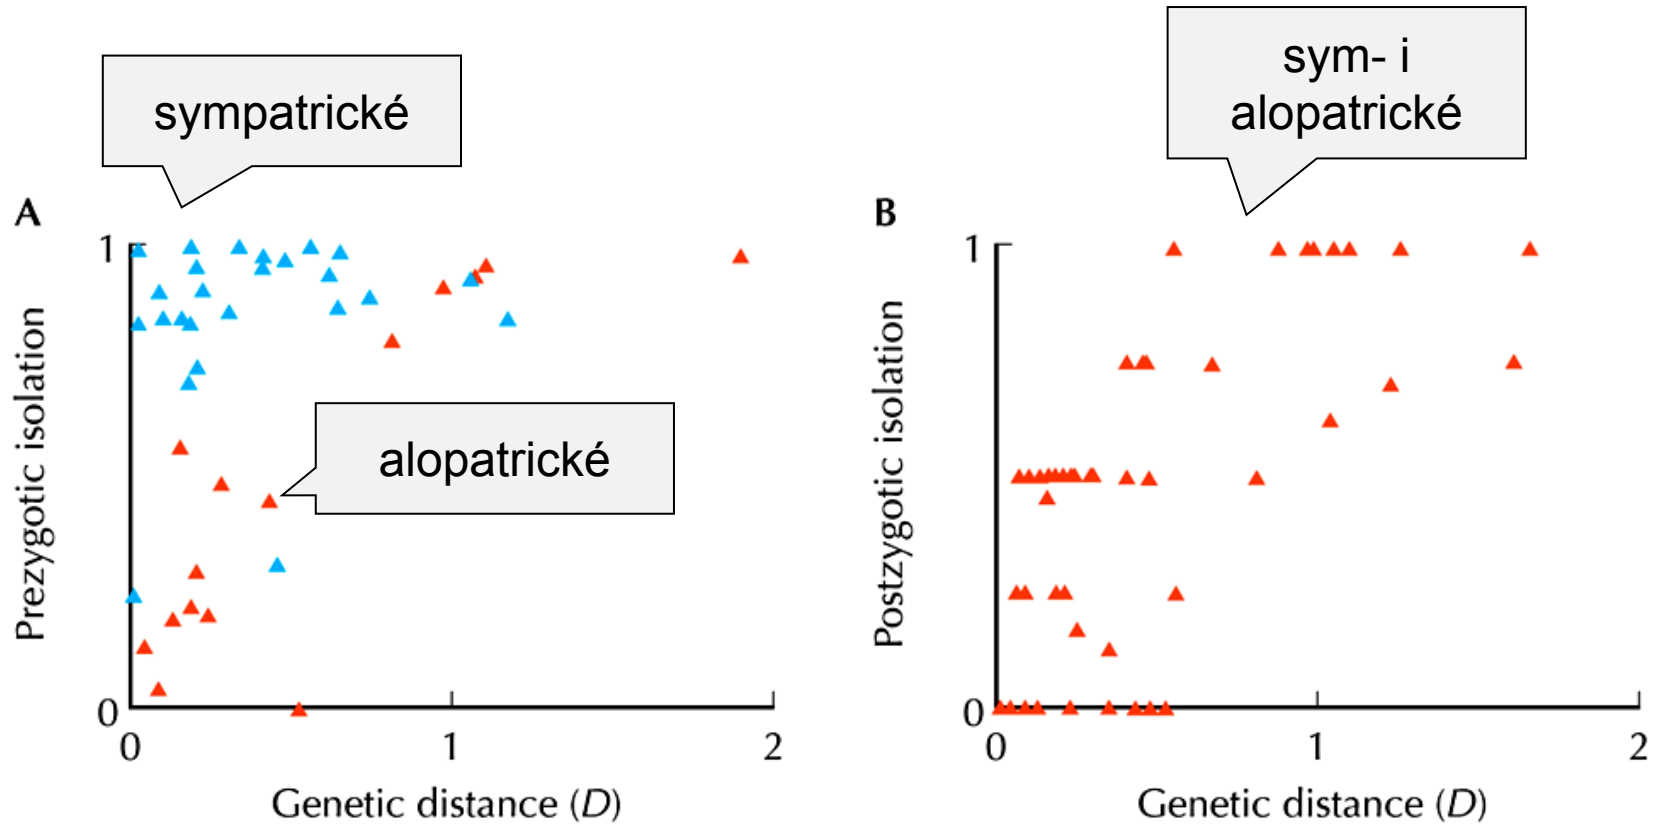 sympatrické
sym- i
alopatrické
A
1
Prezygotic isolation
alopatrické
0
0
1
2
Genetic distance (D)
B
1
Postzygotic isolation
0
0
1
2
Genetic distance (D)